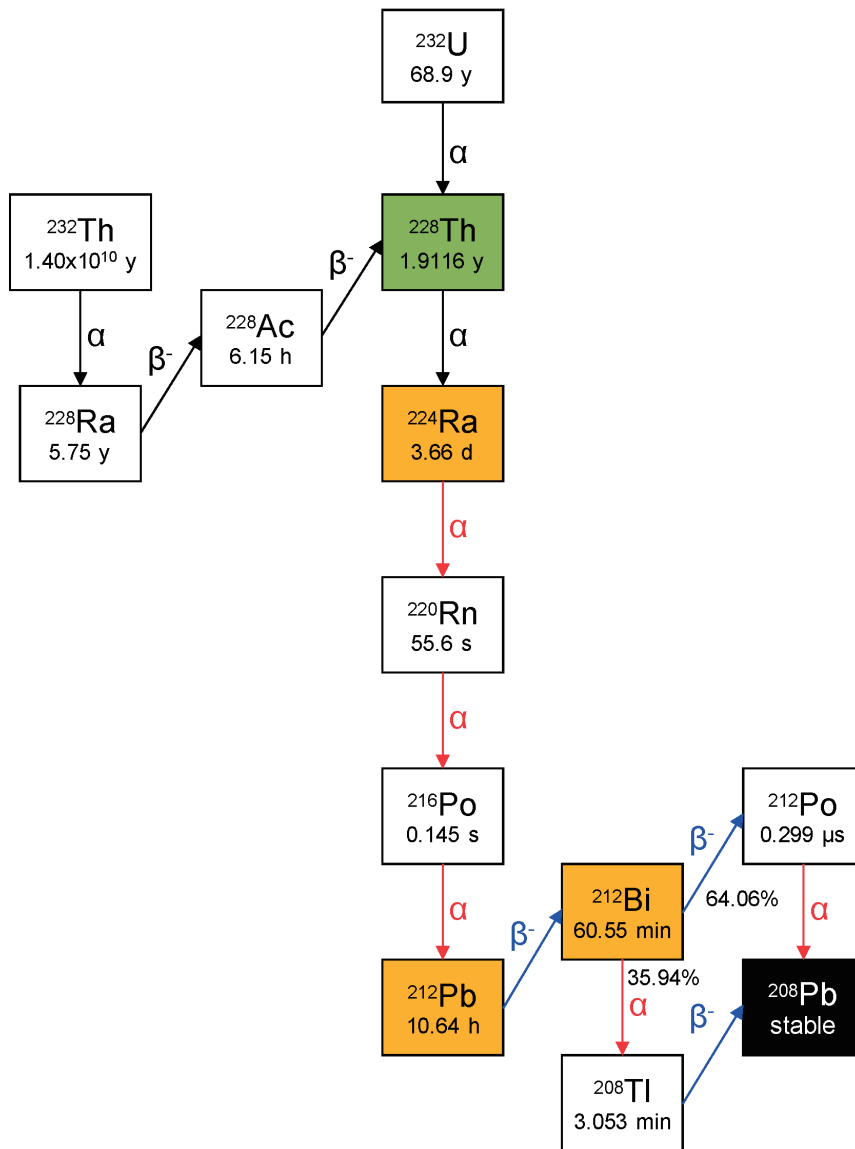 ²³²U
68.9 y
α
²³²Th
1.40x10¹⁰ y
²²⁸Th
1.9116 y
β⁻
α
²²⁸Ac
6.15 h
β⁻
α
²²⁸Ra
5.75 y
²²⁴Ra
3.66 d
α
²²⁰Rn
55.6 s
α
²¹⁶Po
0.145 s
²¹²Po
0.299 µs
β⁻
64.06%
α
²¹²Bi
60.55 min
α
β⁻
35.94%
α
²¹²Pb
10.64 h
β⁻
²⁰⁸Pb
stable
²⁰⁸Tl
3.053 min